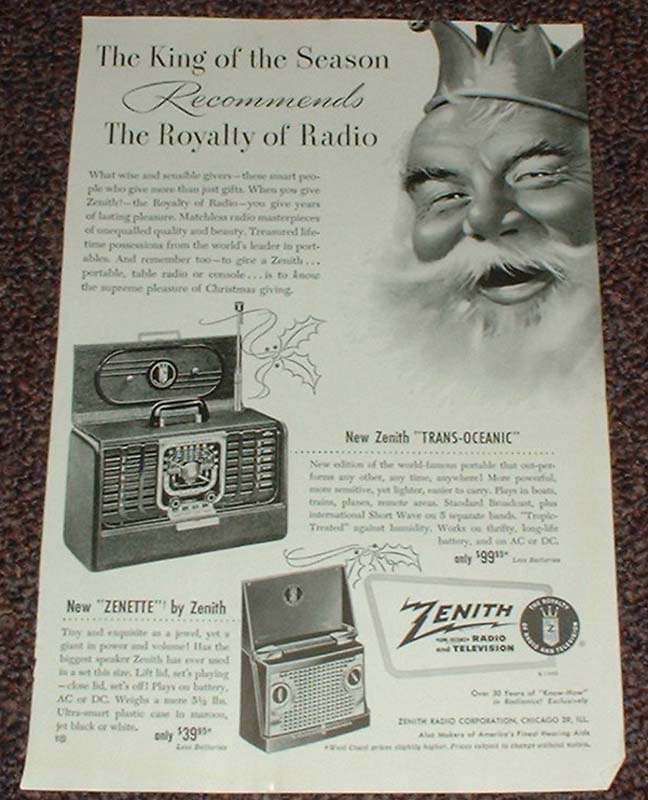 The King of the Season
Recommends
The Royalty of Radio
What wise and sensible givers—these smart peo-
ple who give more than just gifts. When you give
Zenith†—the Royalty of Radio—you give years
of lasting pleasure. Matchless radio masterpieces
of unequalled quality and beauty. Treasured life-
time possessions from the world's leader in port-
ables. And remember too—to give a Zenith...
portable, table radio or console...is to know
the supreme pleasure of Christmas giving.
New Zenith "TRANS-OCEANIC"
New edition of the world-famous portable that out-per-
forms any other, any time, anywhere! More powerful,
more sensitive, yet lighter, easier to carry. Plays in boats,
trains, planes, remote areas. Standard Broadcast, plus
international Short Wave on 5 separate bands. "Tropic-
Treated" against humidity. Works on thrifty, long-life
battery, and on AC or DC.
only $99.95* Less Batteries
New "ZENETTE"† by Zenith
Tiny and exquisite as a jewel, yet a
giant in power and volume! Has the
biggest speaker Zenith has ever used
in a set this size. Lift lid, set's playing
—close lid, set's off! Plays on battery,
AC or DC. Weighs a mere 5½ lbs.
Ultra-smart plastic case in maroon,
jet black or white.
only $39.95*
Less Batteries
ZENITH
RADIO
and TELEVISION
THE ROYALTY
OF RADIO AND TELEVISION
Z
Over 30 Years of "Know-How"
in Radionics† Exclusively
ZENITH RADIO CORPORATION, CHICAGO 39, ILL.
Also Makers of America's Finest Hearing Aids
*West Coast prices slightly higher. Prices subject to change without notice.